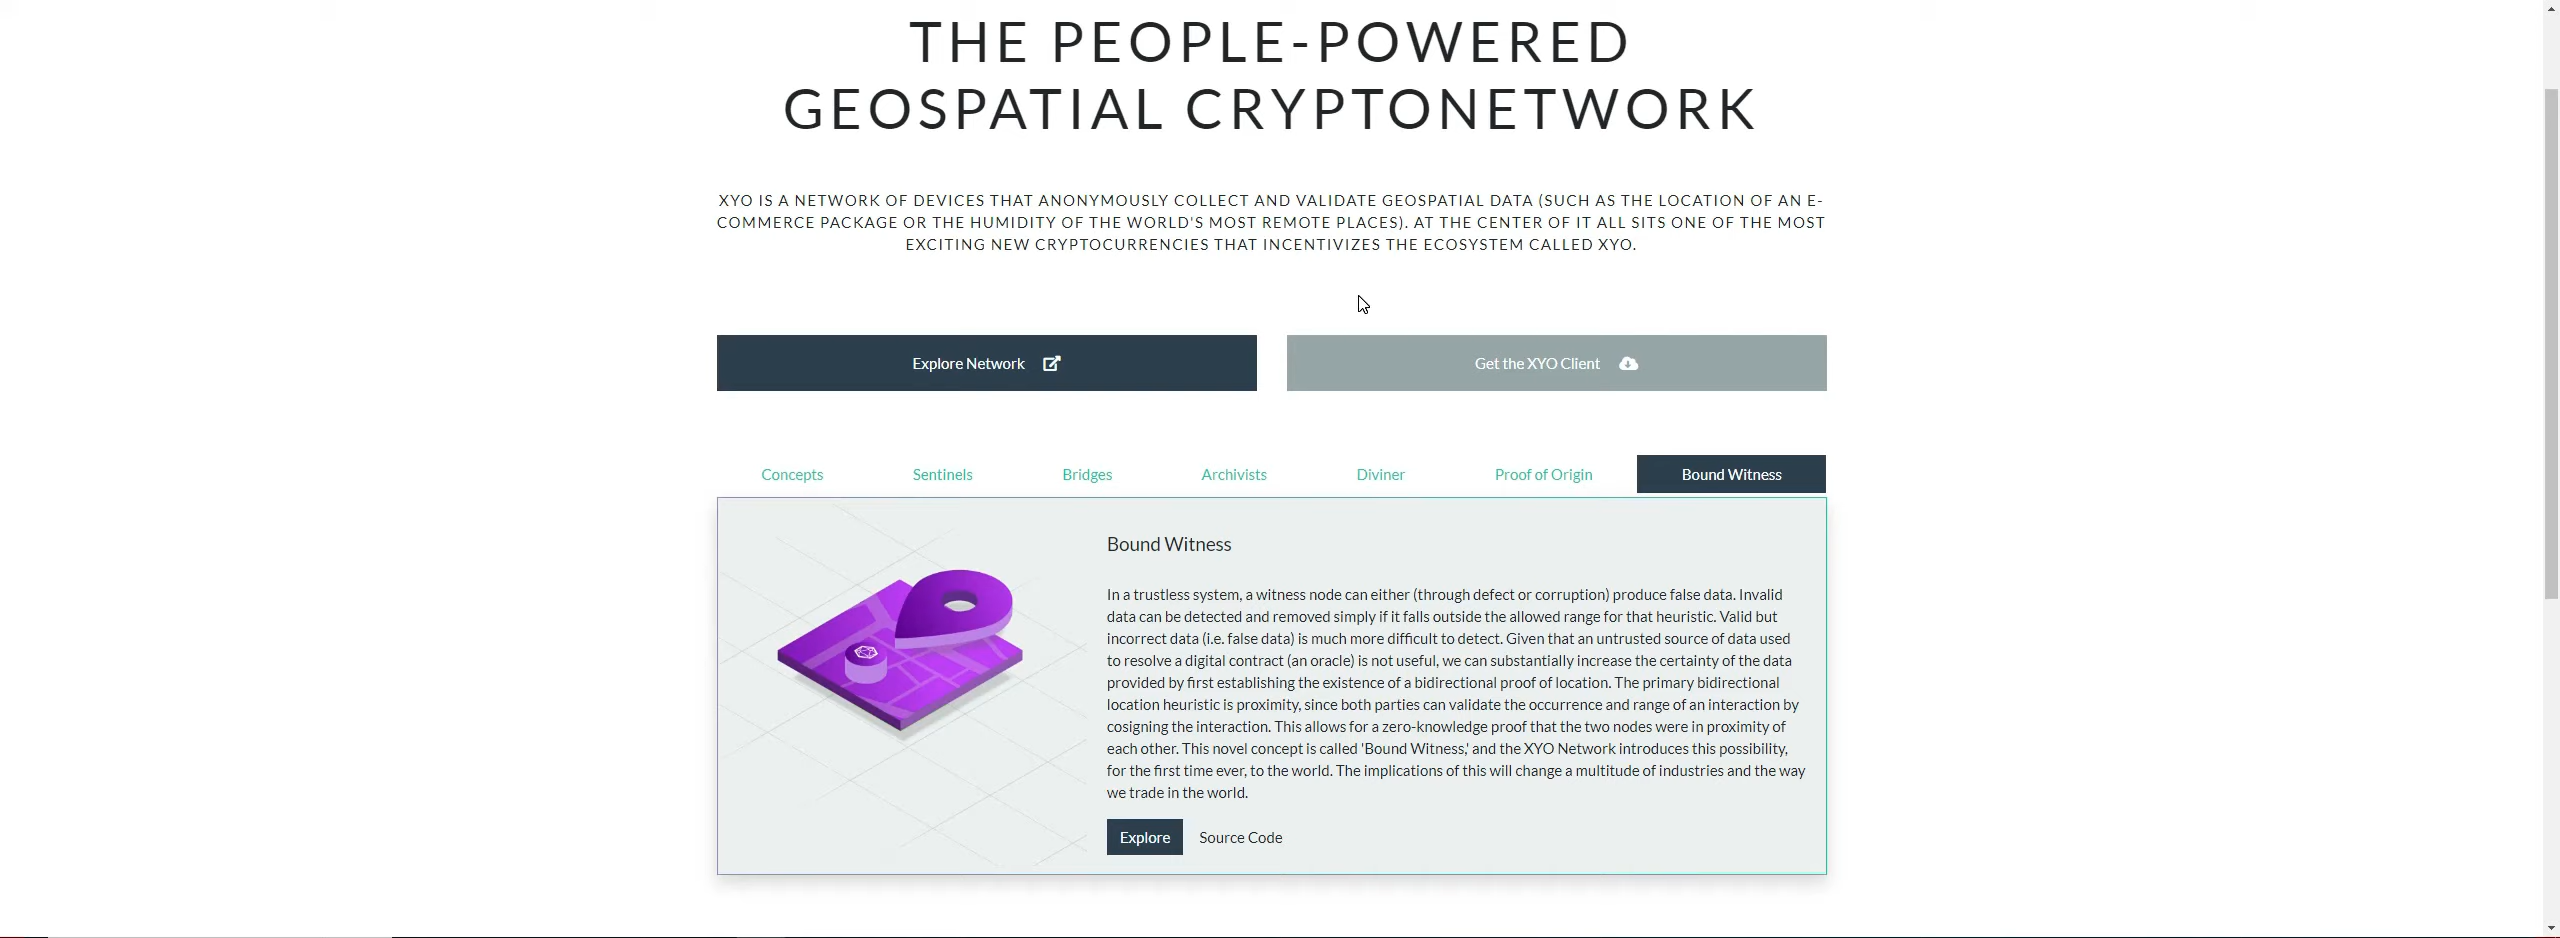 THE PEOPLE-POWERED
GEOSPATIAL CRYPTONETWORK
XYO IS A NETWORK OF DEVICES THAT ANONYMOUSLY COLLECT AND VALIDATE GEOSPATIAL DATA (SUCH AS THE LOCATION OF AN E-
COMMERCE PACKAGE OR THE HUMIDITY OF THE WORLD'S MOST REMOTE PLACES). AT THE CENTER OF IT ALL SITS ONE OF THE MOST
EXCITING NEW CRYPTOCURRENCIES THAT INCENTIVIZES THE ECOSYSTEM CALLED XYO.
Explore Network
Get the XYO Client
Concepts
Sentinels
Bridges
Archivists
Diviner
Proof of Origin
Bound Witness
Bound Witness
In a trustless system, a witness node can either (through defect or corruption) produce false data. Invalid
data can be detected and removed simply if it falls outside the allowed range for that heuristic. Valid but
incorrect data (i.e. false data) is much more difficult to detect. Given that an untrusted source of data used
to resolve a digital contract (an oracle) is not useful, we can substantially increase the certainty of the data
provided by first establishing the existence of a bidirectional proof of location. The primary bidirectional
location heuristic is proximity, since both parties can validate the occurrence and range of an interaction by
cosigning the interaction. This allows for a zero-knowledge proof that the two nodes were in proximity of
each other. This novel concept is called 'Bound Witness,' and the XYO Network introduces this possibility,
for the first time ever, to the world. The implications of this will change a multitude of industries and the way
we trade in the world.
Explore
Source Code